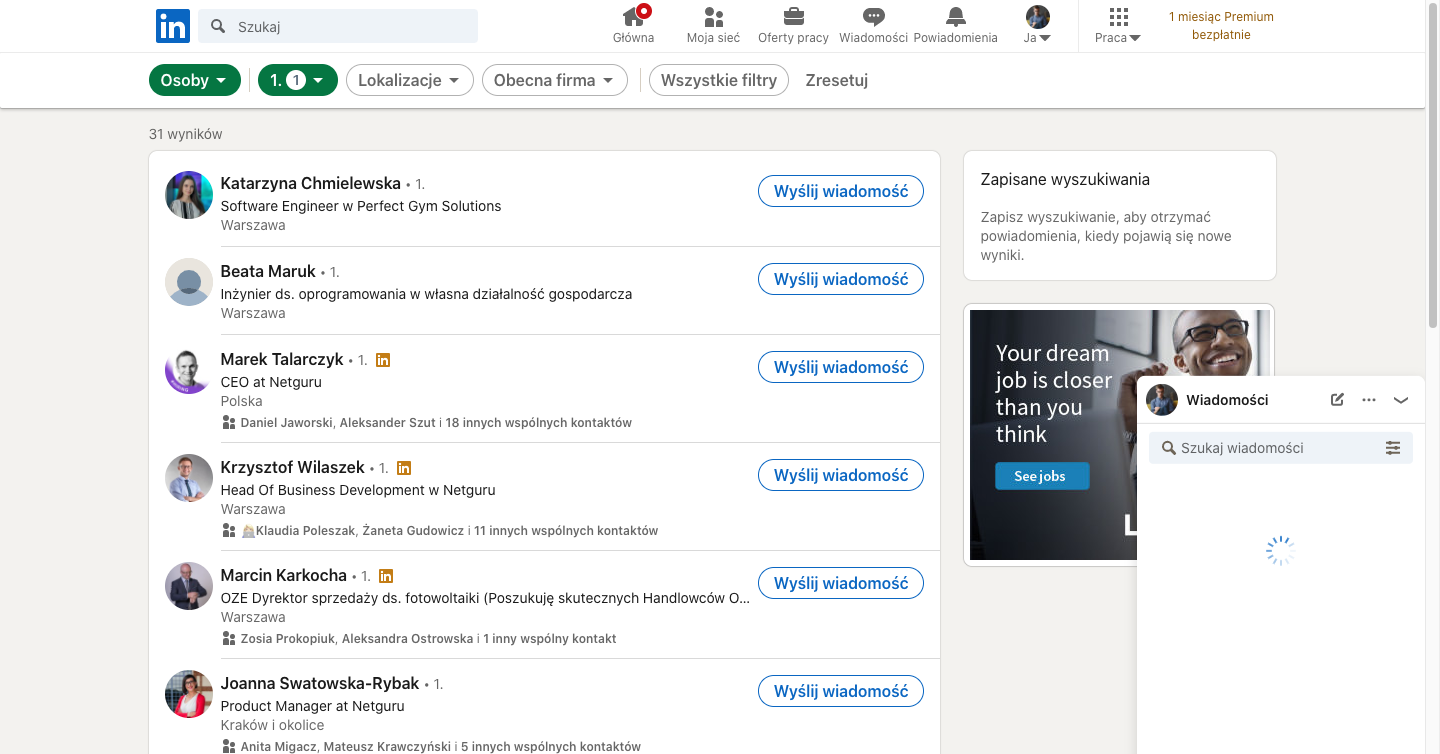 in
Szukaj
Główna
Moja sieć
Oferty pracy
Wiadomości
Powiadomienia
Ja
Praca
1 miesiąc Premium
bezpłatnie
Osoby
1. 1
Lokalizacje
Obecna firma
Wszystkie filtry
Zresetuj
31 wyników
Katarzyna Chmielewska • 1.
Software Engineer w Perfect Gym Solutions
Warszawa
Wyślij wiadomość
Beata Maruk • 1.
Inżynier ds. oprogramowania w własna działalność gospodarcza
Warszawa
Wyślij wiadomość
Marek Talarczyk • 1. in
CEO at Netguru
Polska
Daniel Jaworski, Aleksander Szut i 18 innych wspólnych kontaktów
Wyślij wiadomość
Krzysztof Wilaszek • 1. in
Head Of Business Development w Netguru
Warszawa
Klaudia Poleszak, Żaneta Gudowicz i 11 innych wspólnych kontaktów
Wyślij wiadomość
Marcin Karkocha • 1. in
OZE Dyrektor sprzedaży ds. fotowoltaiki (Poszukuję skutecznych Handlowców O...
Warszawa
Zosia Prokopiuk, Aleksandra Ostrowska i 1 inny wspólny kontakt
Wyślij wiadomość
Joanna Swatowska-Rybak • 1.
Product Manager at Netguru
Kraków i okolice
Anita Migacz, Mateusz Krawczyński i 5 innych wspólnych kontaktów
Wyślij wiadomość
Zapisane wyszukiwania
Zapisz wyszukiwanie, aby otrzymać
powiadomienia, kiedy pojawią się nowe
wyniki.
Your dream
job is closer
than you
think
See jobs
L
Wiadomości
Szukaj wiadomości